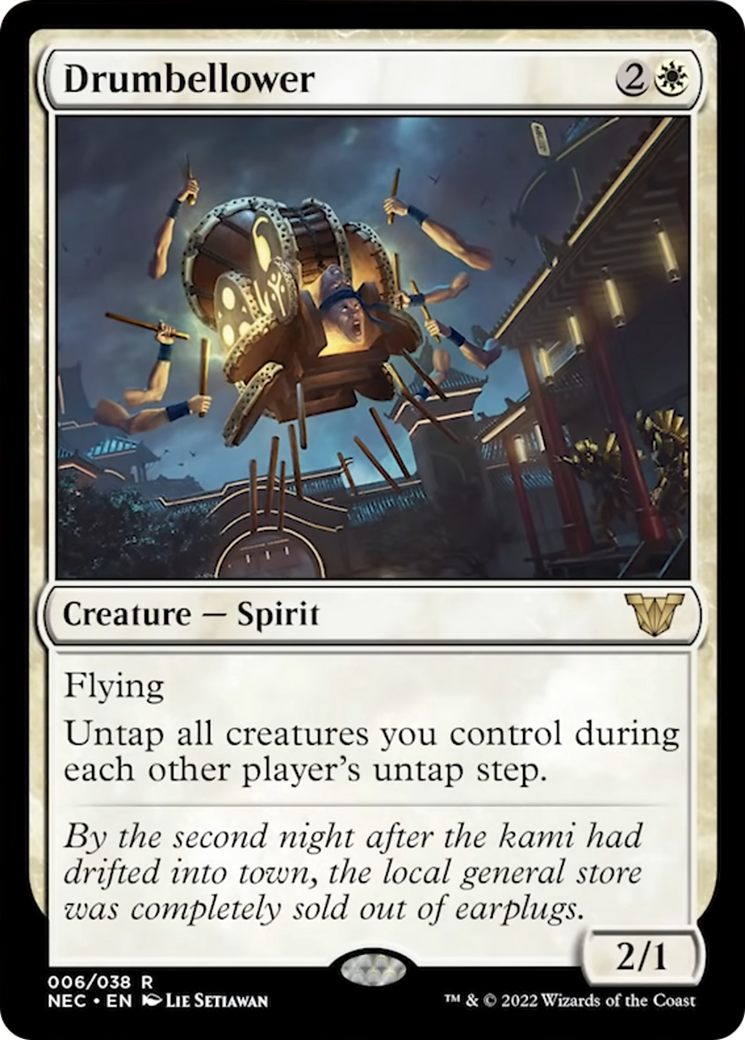 Drumbellower 2
Creature — Spirit
Flying
Untap all creatures you control during
each other player's untap step.
By the second night after the kami had
drifted into town, the local general store
was completely sold out of earplugs.
2/1
006/038 R
NEC • EN Lie Setiawan
™ & © 2022 Wizards of the Coast